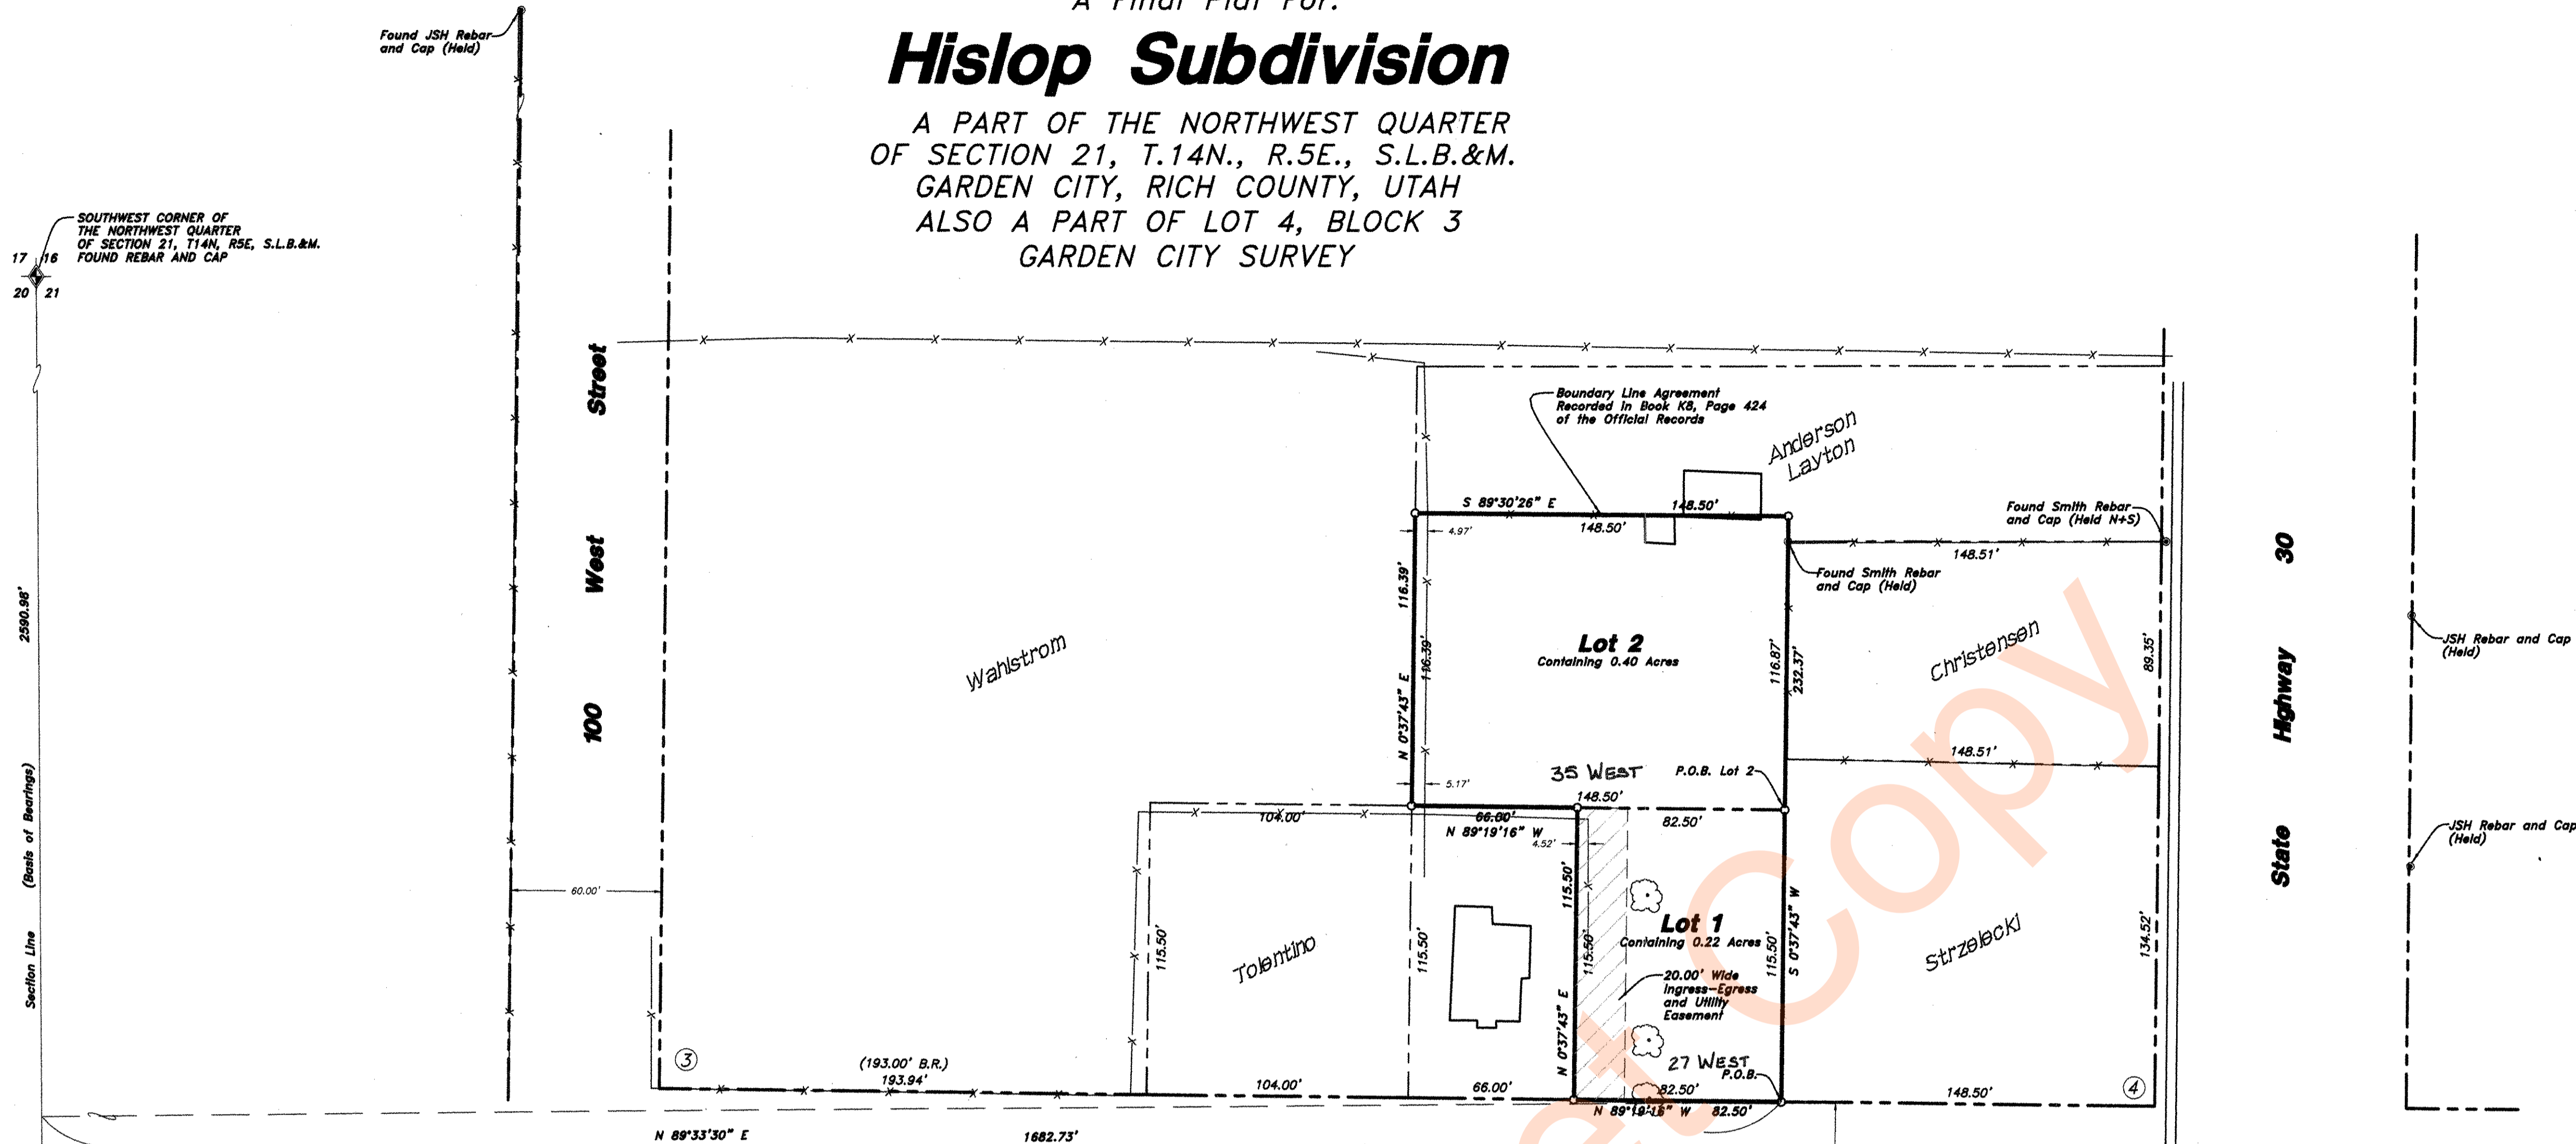 A Final Plat For:
Hislop Subdivision
A PART OF THE NORTHWEST QUARTER
OF SECTION 21, T.14N., R.5E., S.L.B.&M.
GARDEN CITY, RICH COUNTY, UTAH
ALSO A PART OF LOT 4, BLOCK 3
GARDEN CITY SURVEY
Found JSH Rebar
and Cap (Held)
SOUTHWEST CORNER OF
THE NORTHWEST QUARTER
OF SECTION 21, T14N, R5E, S.L.B.&M.
FOUND REBAR AND CAP
17 16
20 21
2590.98'
Section Line (Basis of Bearings)
100 West Street
60.00'
Wahlstrom
Boundary Line Agreement
Recorded in Book K8, Page 424
of the Official Records
Anderson
Layton
S 89°30'26" E
148.50'
148.50'
4.97'
116.39'
116.39'
N 0°37'43" E
Lot 2
Containing 0.40 Acres
116.87'
232.37'
Found Smith Rebar
and Cap (Held N+S)
148.51'
Found Smith Rebar
and Cap (Held)
Christensen
89.35'
148.51'
State Highway 30
JSH Rebar and Cap
(Held)
JSH Rebar and Cap
(Held)
5.17'
35 WEST
P.O.B. Lot 2
148.50'
104.00'
66.00'
N 89°19'16" W
82.50'
4.52'
115.50'
115.50'
115.50'
115.50'
N 0°37'43" E
Tolentino
Lot 1
Containing 0.22 Acres
115.50'
S 0°37'43" W
20.00' Wide
Ingress-Egress
and Utility
Easement
Strzelecki
134.52'
27 WEST
P.O.B.
3
(193.00' B.R.)
193.94'
104.00'
66.00'
82.50'
N 89°19'16" W 82.50'
148.50'
4
N 89°33'30" E 1682.73'
Copy